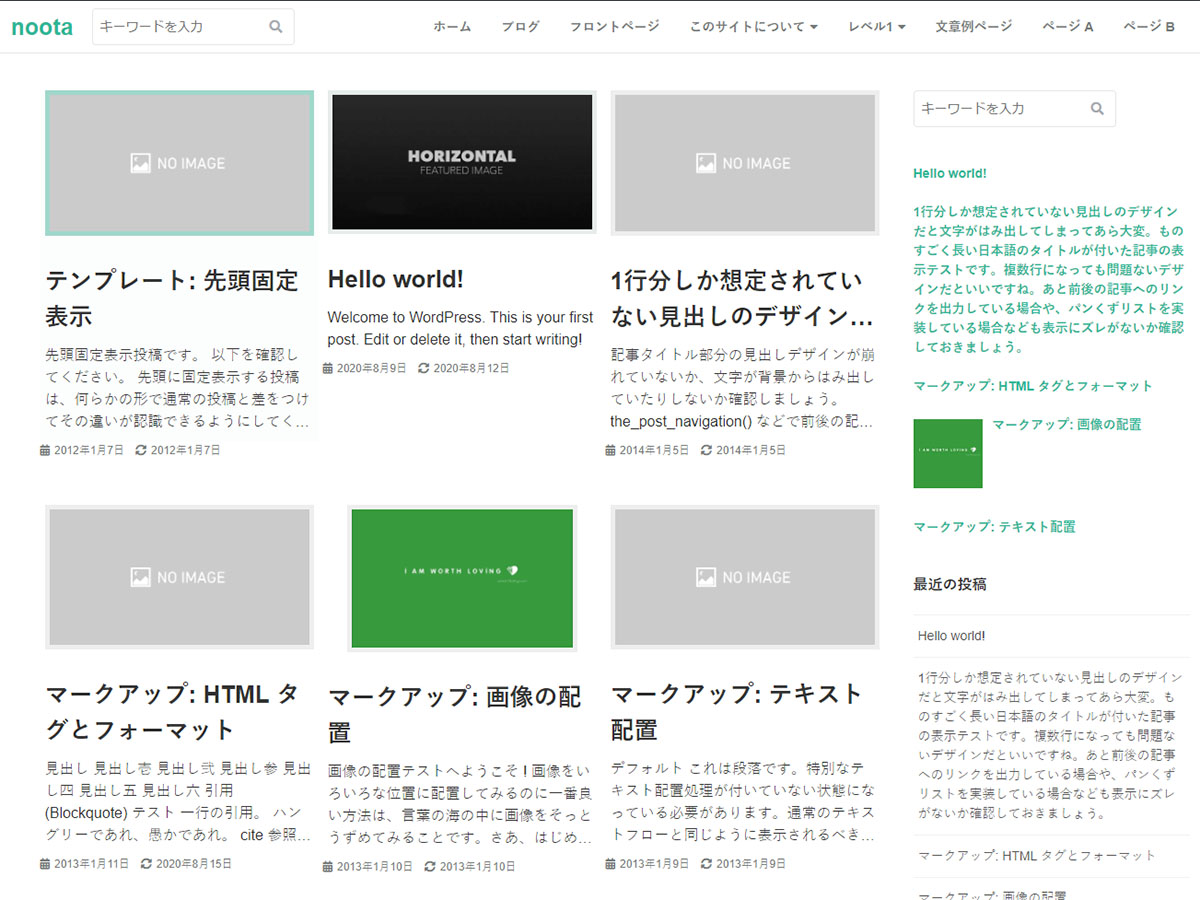 noota
キーワードを入力
ホーム ブログ フロントページ このサイトについて レベル1 文章例ページ ページ A ページ B
NO IMAGE
テンプレート: 先頭固定
表示
先頭固定表示投稿です。 以下を確認し
てください。 先頭に固定表示する投稿
は、何らかの形で通常の投稿と差をつけ
てその違いが認識できるようにしてく…
2012年1月7日 2012年1月7日
HORIZONTAL
FEATURED IMAGE
Hello world!
Welcome to WordPress. This is your first
post. Edit or delete it, then start writing!
2020年8月9日 2020年8月12日
NO IMAGE
1行分しか想定されてい
ない見出しのデザイン…
記事タイトル部分の見出しデザインが崩
れていないか、文字が背景からはみ出し
ていたりしないか確認しましょう。
the_post_navigation() などで前後の記…
2014年1月5日 2014年1月5日
NO IMAGE
マークアップ: HTML タ
グとフォーマット
見出し 見出し壱 見出し弐 見出し参 見出
し四 見出し五 見出し六 引用
(Blockquote) テスト 一行の引用。 ハン
グリーであれ、愚かであれ。 cite 参照…
2013年1月11日 2020年8月15日
I AM WORTH LOVING
マークアップ: 画像の配
置
画像の配置テストへようこそ ! 画像をい
ろいろな位置に配置してみるのに一番良
い方法は、言葉の海の中に画像をそっと
うずめてみることです。さあ、はじめ…
2013年1月10日 2013年1月10日
NO IMAGE
マークアップ: テキスト
配置
デフォルト これは段落です。特別なテ
キスト配置処理が付いていない状態にな
っている必要があります。通常のテキス
トフローと同じように表示されるべき…
2013年1月9日 2013年1月9日
キーワードを入力
Hello world!
1行分しか想定されていない見出しのデザイン
だと文字がはみ出してしまってあら大変。もの
すごく長い日本語のタイトルが付いた記事の表
示テストです。複数行になっても問題ないデザ
インだといいですね。あと前後の記事へのリン
クを出力している場合や、パンくずリストを実
装している場合なども表示にズレがないか確認
しておきましょう。
マークアップ: HTML タグとフォーマット
I AM WORTH LOVING
マークアップ: 画像の配置
マークアップ: テキスト配置
最近の投稿
Hello world!
1行分しか想定されていない見出しのデザイン
だと文字がはみ出してしまってあら大変。も
のすごく長い日本語のタイトルが付いた記事
の表示テストです。複数行になっても問題な
いデザインだといいですね。あと前後の記事
へのリンクを出力している場合や、パンくず
リストを実装している場合なども表示にズレ
がないか確認しておきましょう。
マークアップ: HTML タグとフォーマット
マークアップ: 画像の配置